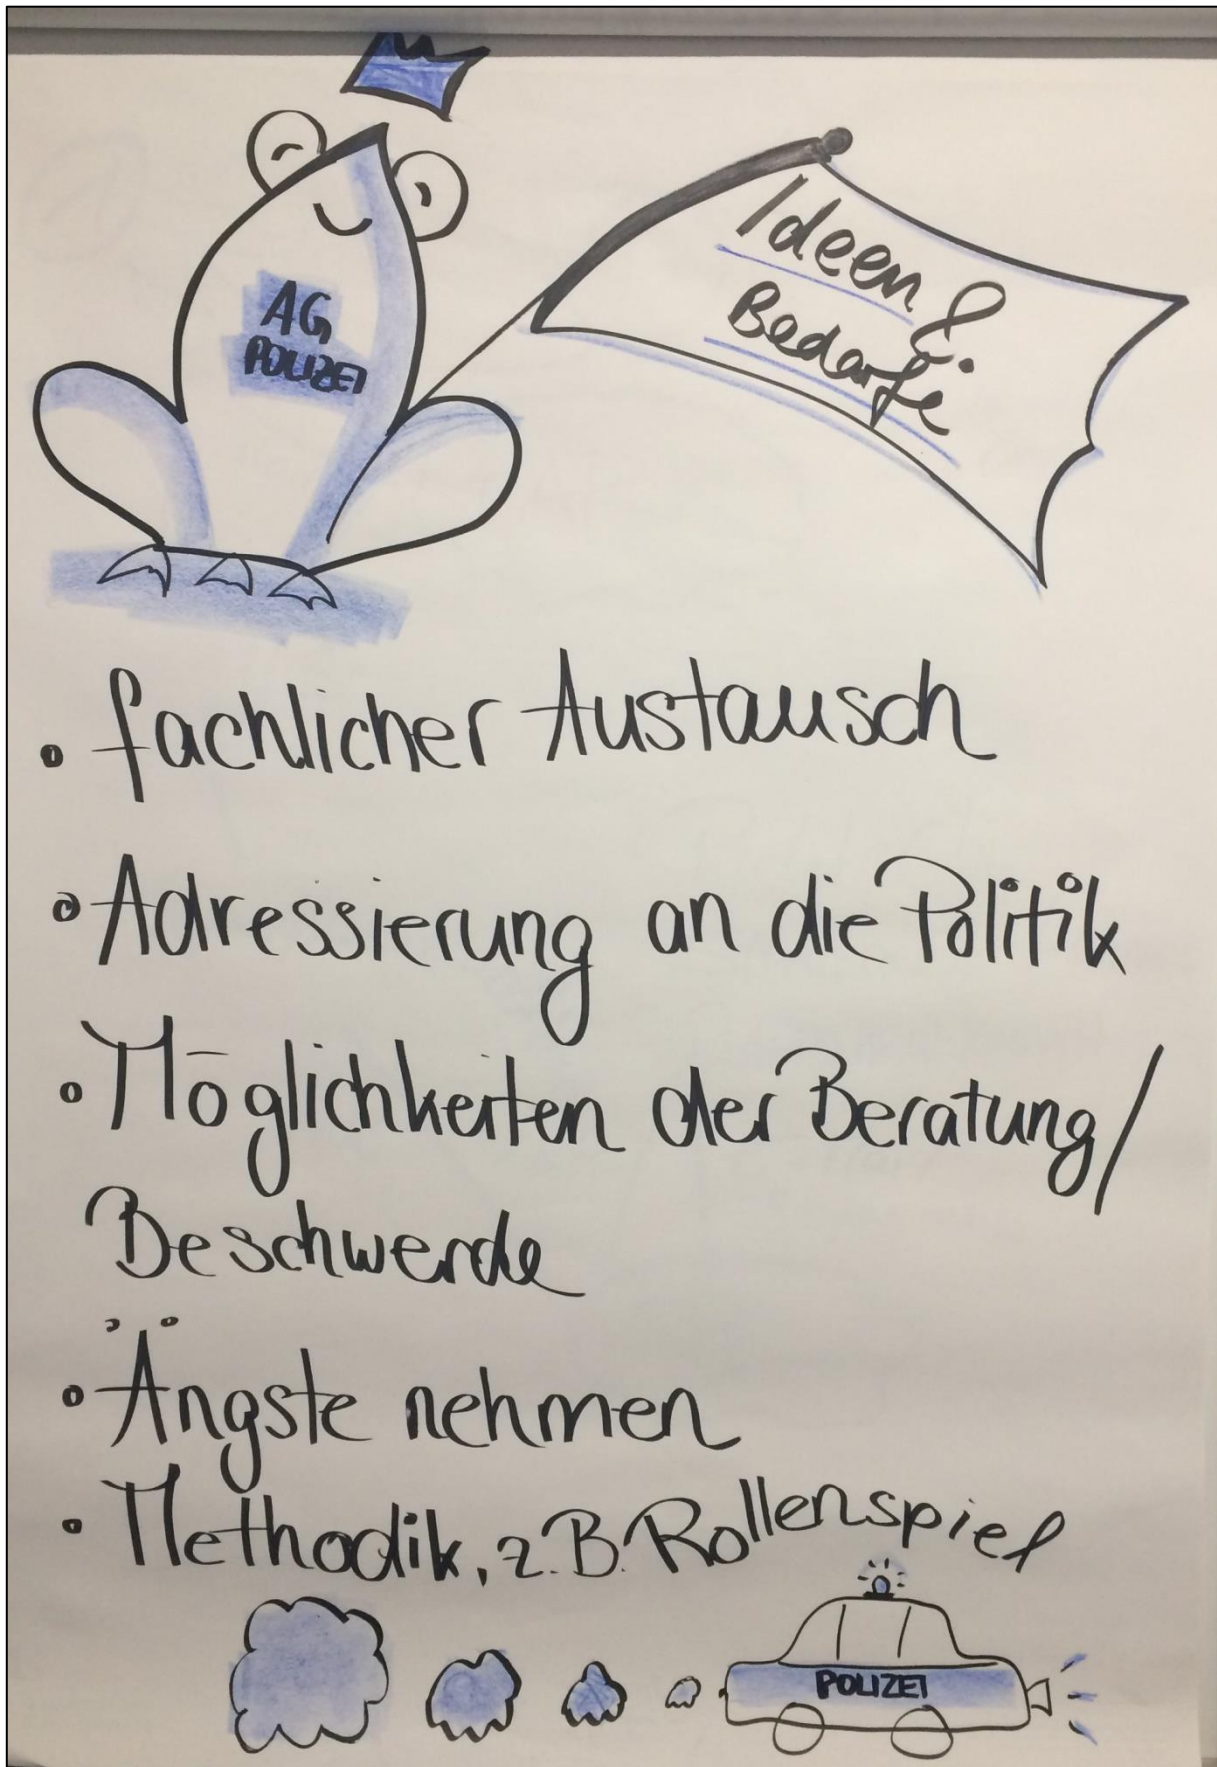 Ideen &
Bedarfe
AG
POLIZEI
• fachlicher Austausch
• Adressierung an die Politik
• Möglichkeiten der Beratung/
Beschwerde
• Ängste nehmen
• Methodik, z.B. Rollenspiel
POLIZEI